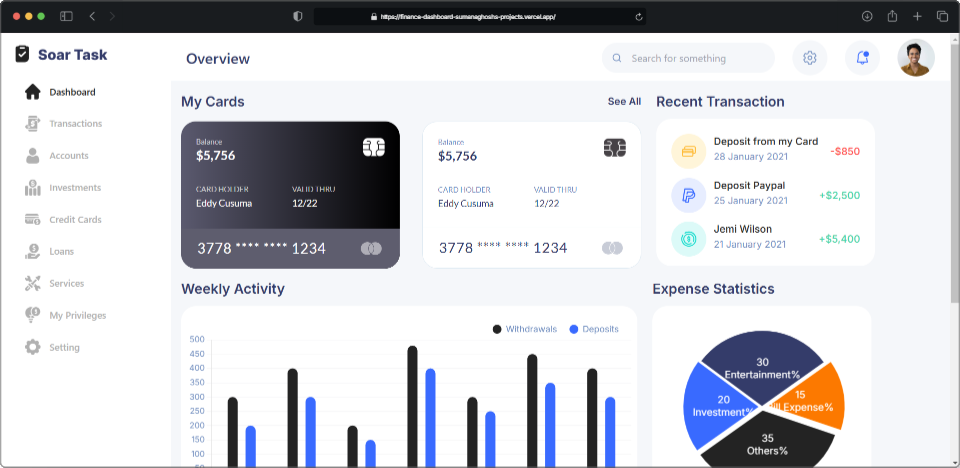 https://finance-dashboard-sumanaghoshs-projects.vercel.app/
Soar Task
Overview
Search for something
Dashboard
Transactions
Accounts
Investments
Credit Cards
Loans
Services
My Privileges
Setting
My Cards
See All
Balance
$5,756
CARD HOLDER
VALID THRU
Eddy Cusuma
12/22
3778 **** **** 1234
Balance
$5,756
CARD HOLDER
VALID THRU
Eddy Cusuma
12/22
3778 **** **** 1234
Recent Transaction
Deposit from my Card
28 January 2021
-$850
Deposit Paypal
25 January 2021
+$2,500
Jemi Wilson
21 January 2021
+$5,400
Weekly Activity
Withdrawals
Deposits
500
450
400
350
300
250
200
150
100
Expense Statistics
30
Entertainment%
15
ill Expense%
20
Investment%
35
Others%